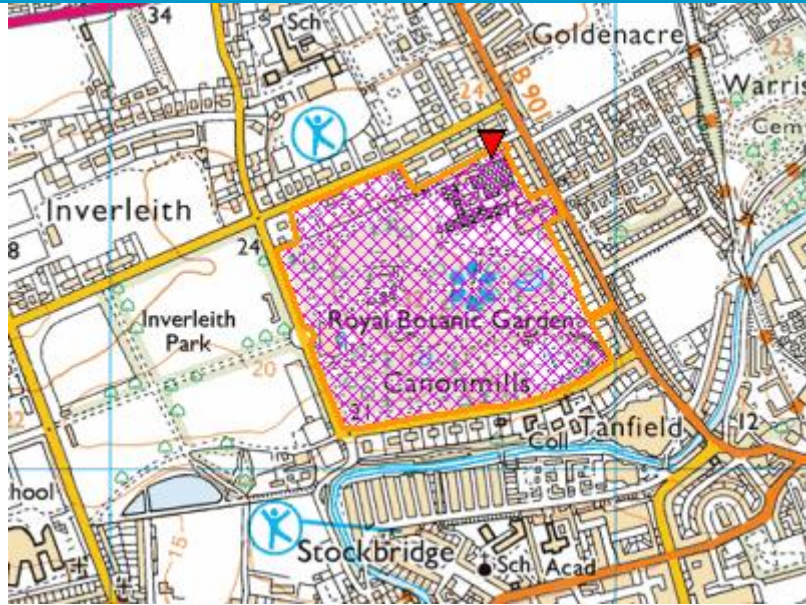 34
Sch
Goldenacre
23
B 901
24
Warris
Cem
Inverleith
24
8
Inverleith
Park
Royal Botanic Garden
20
Canonmills
21
22
Tanfield
12
Coll
hool
15
Stockbridge
Sch
Acad